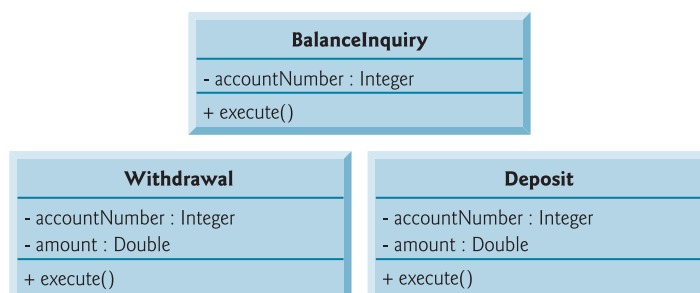 BalanceInquiry
- accountNumber : Integer
+ execute()
Withdrawal
- accountNumber : Integer
- amount : Double
+ execute()
Deposit
- accountNumber : Integer
- amount : Double
+ execute()